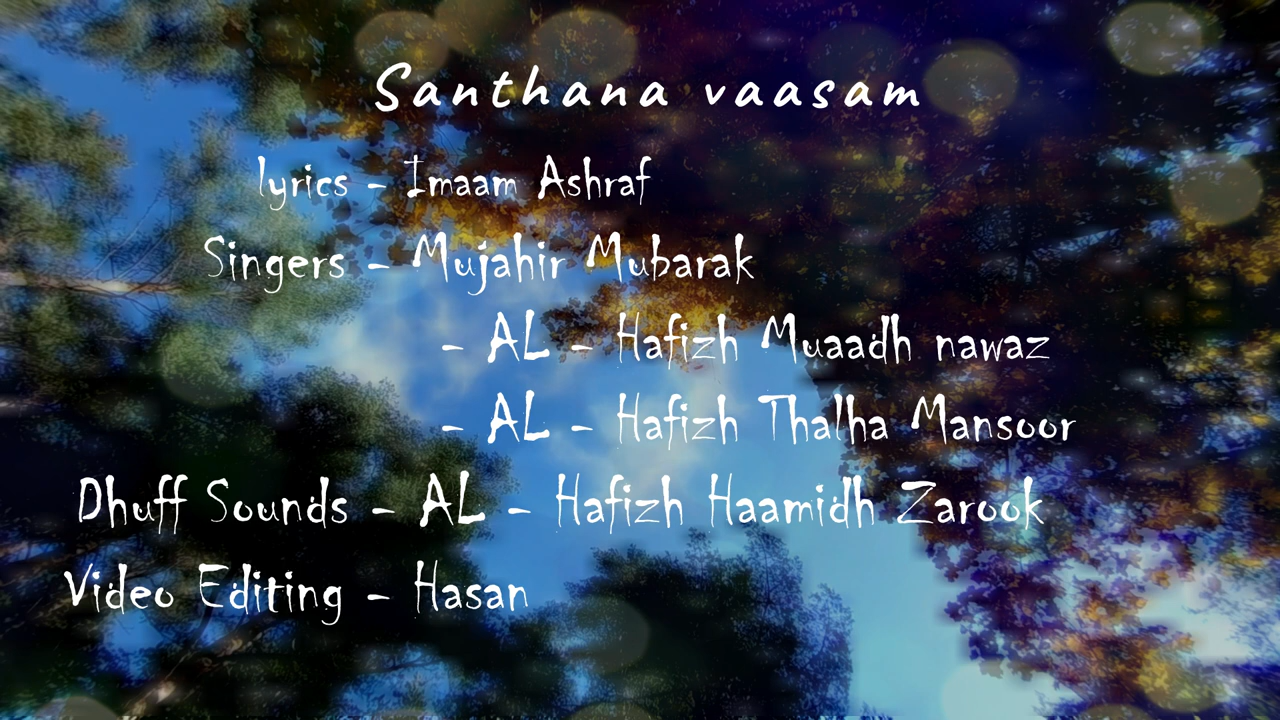 Santhana vaasam
lyrics - Imaam Ashraf
Singers - Mujahir Mubarak
- AL - Hafizh Muaadh nawaz
- AL - Hafizh Thalha Mansoor
Dhuff Sounds - AL - Hafizh Haamidh Zarook
Video Editing - Hasan